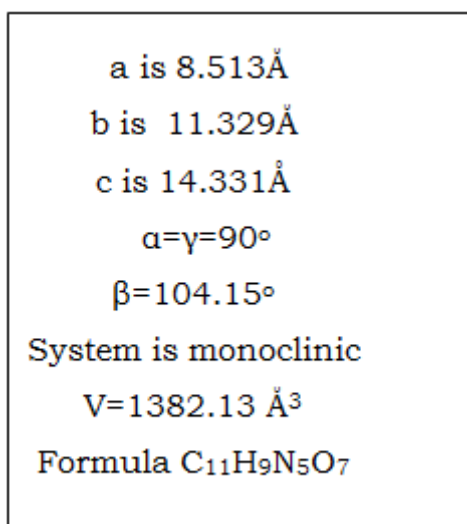 a is 8.513Å
b is 11.329Å
c is 14.331Å
α=γ=90°
β=104.15°
System is monoclinic
V=1382.13 Å³
Formula C₁₁H₉N₅O₇